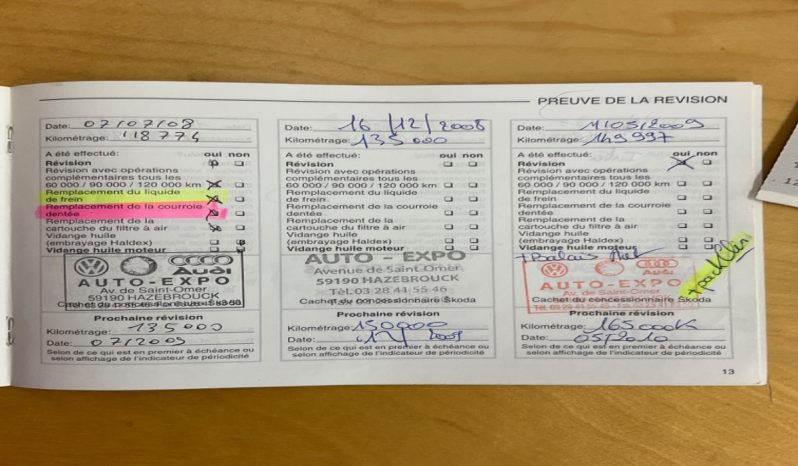 PREUVE DE LA REVISION
Date: 07/07/08
Kilométrage: 118774
A été effectué: oui non
Révision
Révision avec opérations
complémentaires tous les
60 000 / 90 000 / 120 000 km
Remplacement du liquide
de frein
Remplacement de la courroie
dentée
Remplacement de la
cartouche du filtre à air
Vidange huile
(embrayage Haldex)
Vidange huile moteur
Audi
AUTO - EXPO
Av. de Saint-Omer
59190 HAZEBROUCK
Cachet du concessionnaire
Prochaine révision
Kilométrage: 135000
Date: 07/2009
Selon de ce qui est en premier à échéance ou
selon affichage de l'indicateur de périodicité
Date: 16/12/2008
Kilométrage: 135000
A été effectué: oui non
Révision
Révision avec opérations
complémentaires tous les
60 000 / 90 000 / 120 000 km
Remplacement du liquide
de frein
Remplacement de la courroie
dentée
Remplacement de la
cartouche du filtre à air
Vidange huile
(embrayage Haldex)
Vidange huile moteur
AUTO - EXPO
Avenue de Saint-Omer
59190 HAZEBROUCK
Tél. 03 28 41 55 46
Cachet du concessionnaire Škoda
Prochaine révision
Kilométrage: 150000
Date: 12/2009
Selon de ce qui est en premier à échéance ou
selon affichage de l'indicateur de périodicité
Date: 11/05/2009
Kilométrage: 149997
A été effectué: oui non
Révision
Révision avec opérations
complémentaires tous les
60 000 / 90 000 / 120 000 km
Remplacement du liquide
de frein
Remplacement de la courroie
dentée
Remplacement de la
cartouche du filtre à air
Vidange huile
(embrayage Haldex)
Vidange huile moteur
+ Balais
Audi
AUTO - EXPO
Av. de Saint-Omer
Cachet du concessionnaire Škoda
Prochaine révision
Kilométrage: 165000K
Date: 05/2010
Selon de ce qui est en premier à échéance ou
selon affichage de l'indicateur de périodicité
13